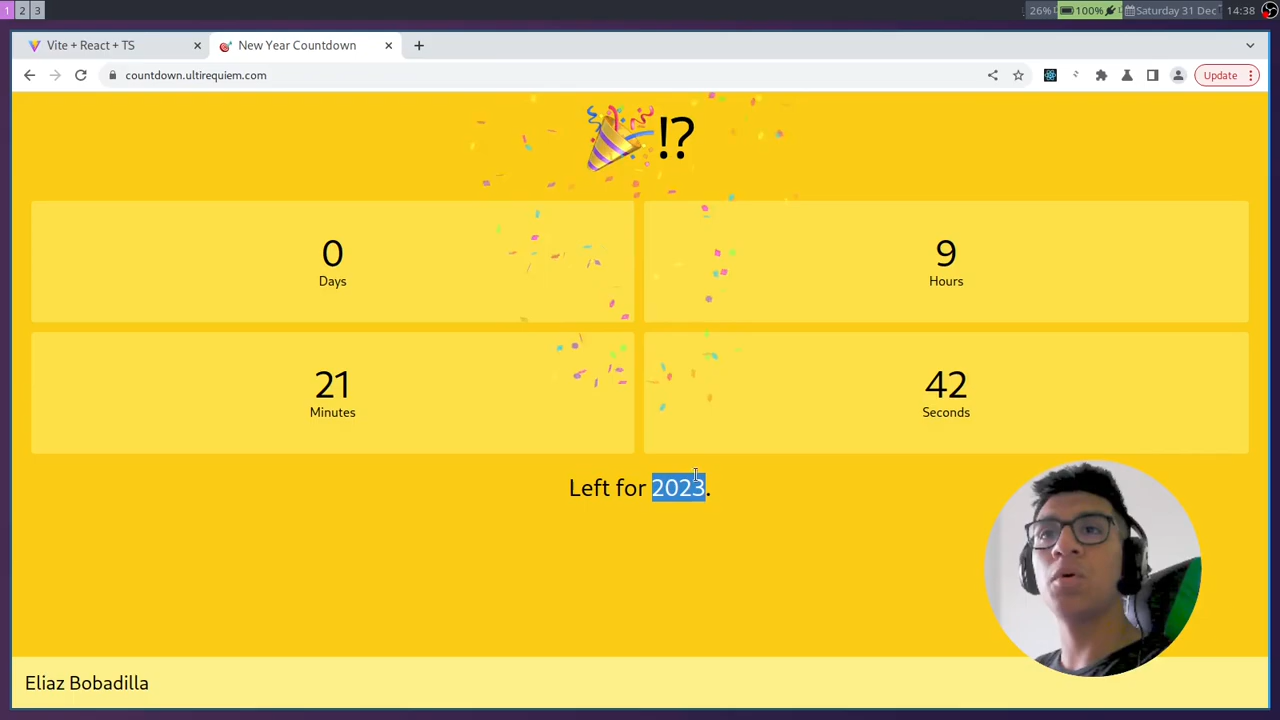 1 2 3
26% 100% Saturday 31 Dec 14:38
Vite + React + TS
New Year Countdown
countdown.ultirequiem.com
Update
!?
0
Days
9
Hours
21
Minutes
42
Seconds
Left for 2023.
Eliaz Bobadilla